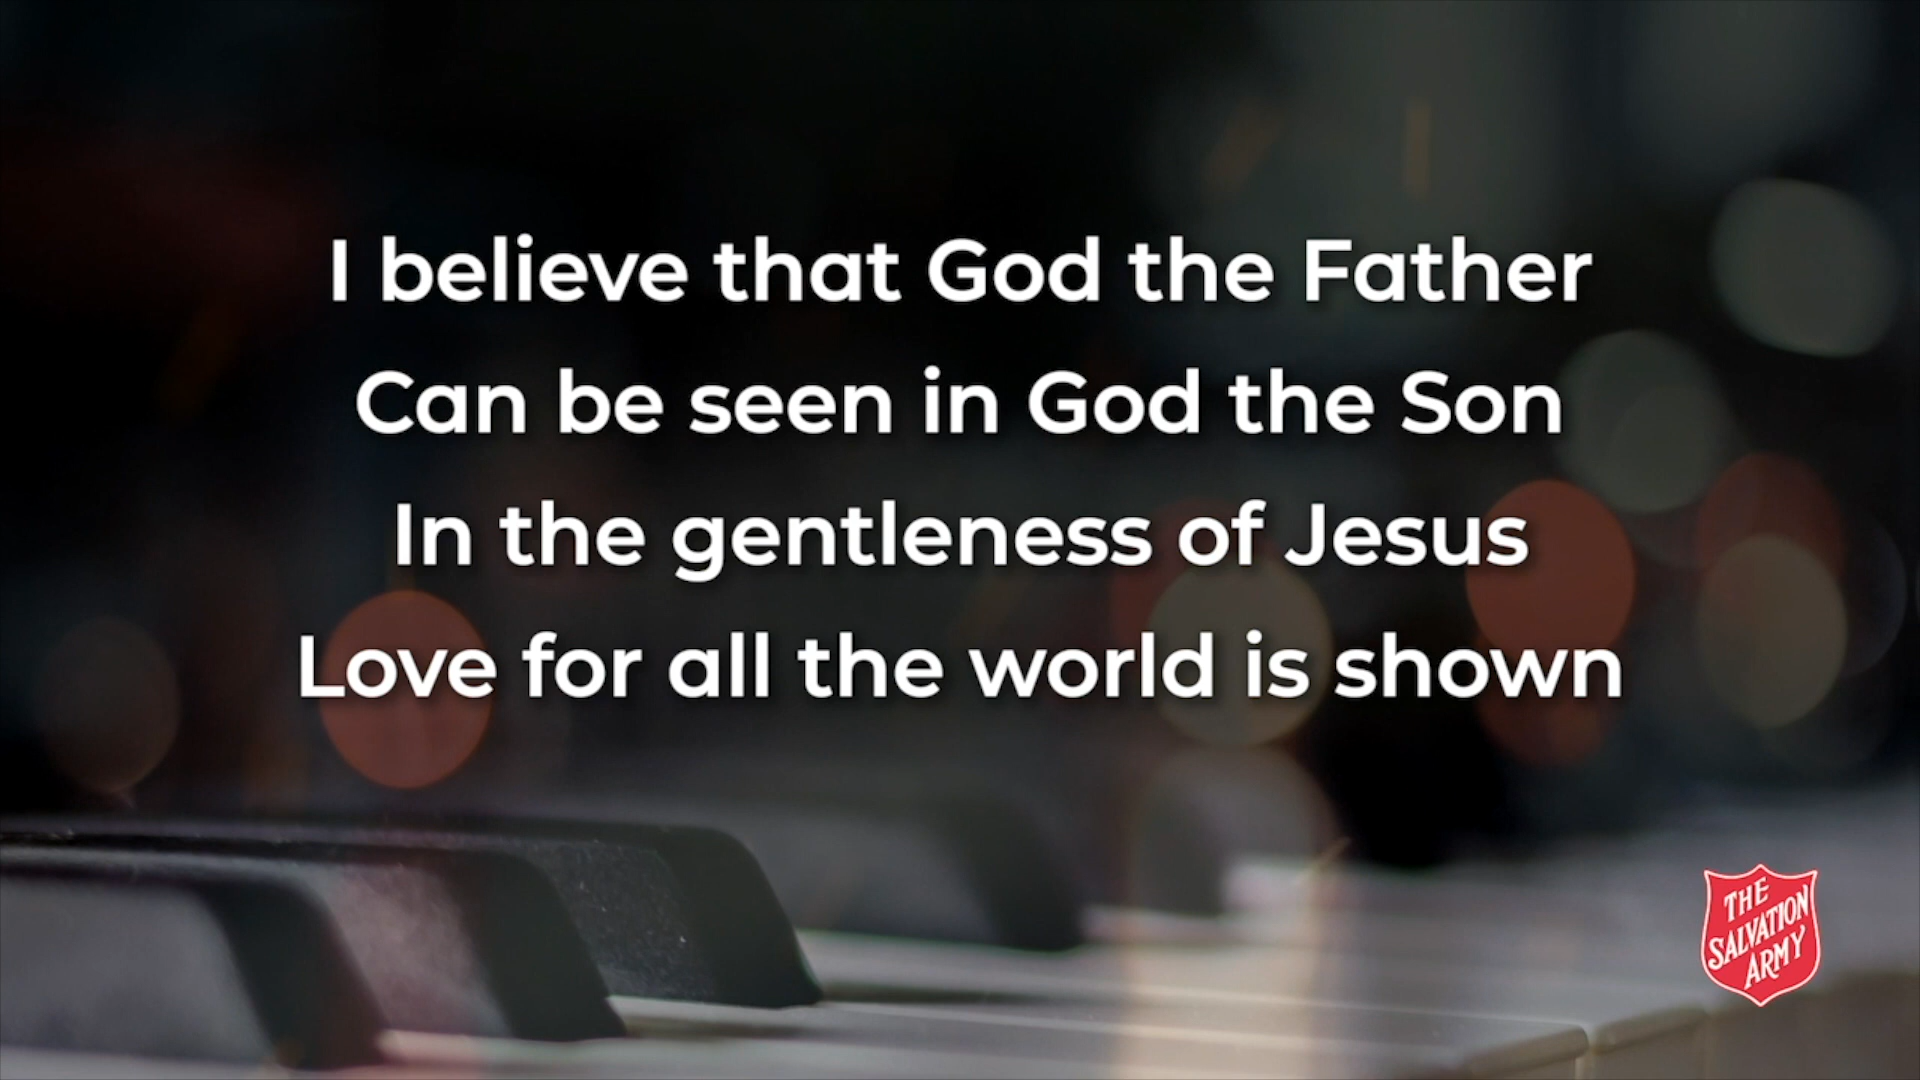 I believe that God the Father
Can be seen in God the Son
In the gentleness of Jesus
Love for all the world is shown
THE
SALVATION
ARMY